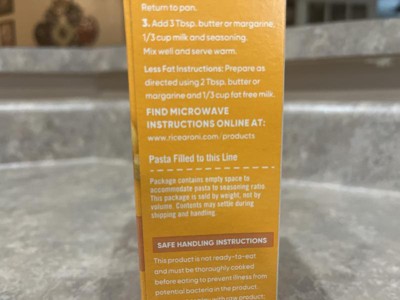 Return to pan.
3. Add 3 Tbsp. butter or margarine,
1/3 cup milk and seasoning.
Mix well and serve warm.
Less Fat Instructions: Prepare as
directed using 2 Tbsp. butter or
margarine and 1/3 cup fat free milk.
FIND MICROWAVE
INSTRUCTIONS ONLINE AT:
www.ricearoni.com/products
Pasta Filled to this Line
Package contains empty space to
accommodate pasta to seasoning ratio.
This package is sold by weight, not by
volume. Contents may settle during
shipping and handling.
SAFE HANDLING INSTRUCTIONS
This product is not ready-to-eat
and must be thoroughly cooked
before eating to prevent illness from
potential bacteria in the product.